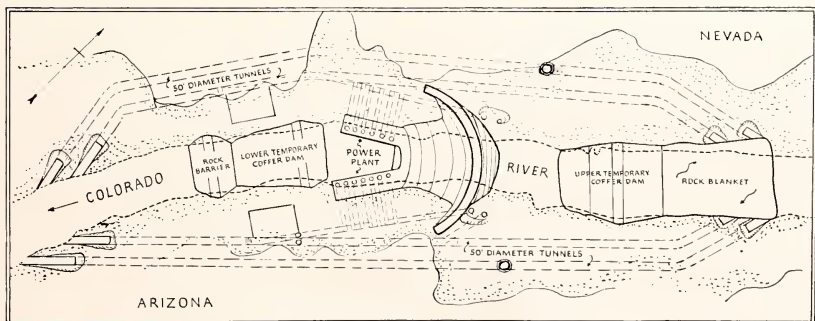 NEVADA
50' DIAMETER TUNNELS
ROCK
BARRIER
LOWER TEMPORARY
COFFER DAM
POWER
PLANT
RIVER
UPPER TEMPORARY
COFFER DAM
ROCK BLANKET
COLORADO
50' DIAMETER TUNNELS
ARIZONA